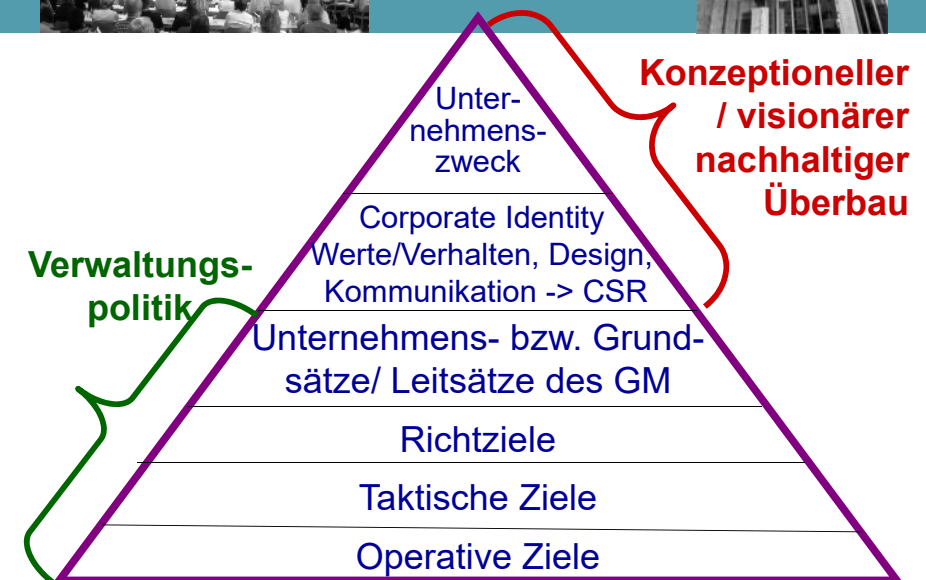 Konzeptioneller
/ visionärer
nachhaltiger
Überbau
Unter-
nehmens-
zweck
Corporate Identity
Werte/Verhalten, Design,
Kommunikation -> CSR
Verwaltungs-
politik
Unternehmens- bzw. Grund-
sätze/ Leitsätze des GM
Richtziele
Taktische Ziele
Operative Ziele